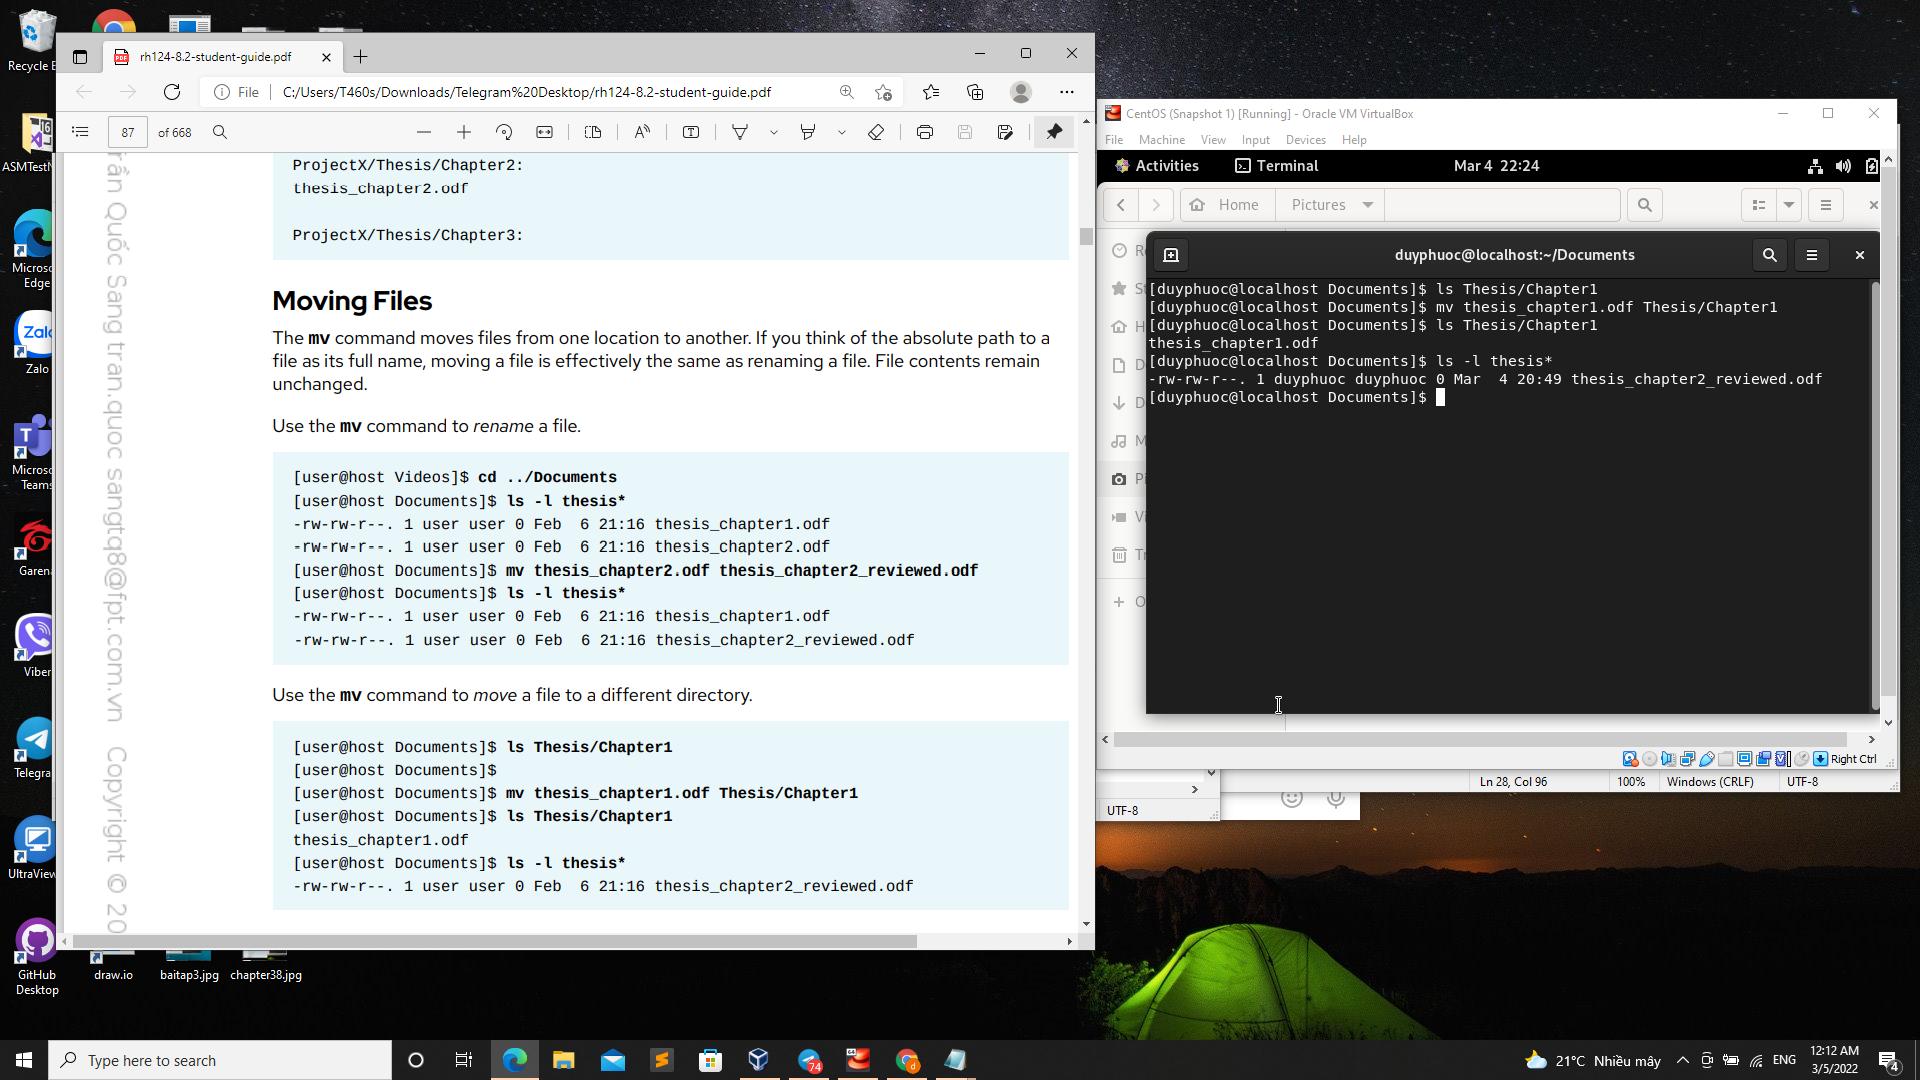 Recycle B
ASMTestN
Microso
Edge
Zalo
Microso
Teams
Garena
Viber
Telegra
UltraView
GitHub
Desktop
draw.io
baitap3.jpg
chapter38.jpg
rh124-8.2-student-guide.pdf
File
C:/Users/T460s/Downloads/Telegram%20Desktop/rh124-8.2-student-guide.pdf
87 of 668
rần Quốc Sang tran.quoc sangtq8@fpt.com.vn Copyright © 20
ProjectX/Thesis/Chapter2:
thesis_chapter2.odf
ProjectX/Thesis/Chapter3:
Moving Files
The mv command moves files from one location to another. If you think of the absolute path to a
file as its full name, moving a file is effectively the same as renaming a file. File contents remain
unchanged.
Use the mv command to rename a file.
[user@host Videos]$ cd ../Documents
[user@host Documents]$ ls -l thesis*
-rw-rw-r--. 1 user user 0 Feb  6 21:16 thesis_chapter1.odf
-rw-rw-r--. 1 user user 0 Feb  6 21:16 thesis_chapter2.odf
[user@host Documents]$ mv thesis_chapter2.odf thesis_chapter2_reviewed.odf
[user@host Documents]$ ls -l thesis*
-rw-rw-r--. 1 user user 0 Feb  6 21:16 thesis_chapter1.odf
-rw-rw-r--. 1 user user 0 Feb  6 21:16 thesis_chapter2_reviewed.odf
Use the mv command to move a file to a different directory.
[user@host Documents]$ ls Thesis/Chapter1
[user@host Documents]$
[user@host Documents]$ mv thesis_chapter1.odf Thesis/Chapter1
[user@host Documents]$ ls Thesis/Chapter1
thesis_chapter1.odf
[user@host Documents]$ ls -l thesis*
-rw-rw-r--. 1 user user 0 Feb  6 21:16 thesis_chapter2_reviewed.odf
CentOS (Snapshot 1) [Running] - Oracle VM VirtualBox
File Machine View Input Devices Help
Activities Terminal Mar 4 22:24
Home Pictures
duyphuoc@localhost:~/Documents
[duyphuoc@localhost Documents]$ ls Thesis/Chapter1
[duyphuoc@localhost Documents]$ mv thesis_chapter1.odf Thesis/Chapter1
[duyphuoc@localhost Documents]$ ls Thesis/Chapter1
thesis_chapter1.odf
[duyphuoc@localhost Documents]$ ls -l thesis*
-rw-rw-r--. 1 duyphuoc duyphuoc 0 Mar  4 20:49 thesis_chapter2_reviewed.odf
[duyphuoc@localhost Documents]$
Right Ctrl
Ln 28, Col 96 100% Windows (CRLF) UTF-8
UTF-8
Type here to search
74
21°C Nhiều mây
ENG
12:12 AM
3/5/2022
4